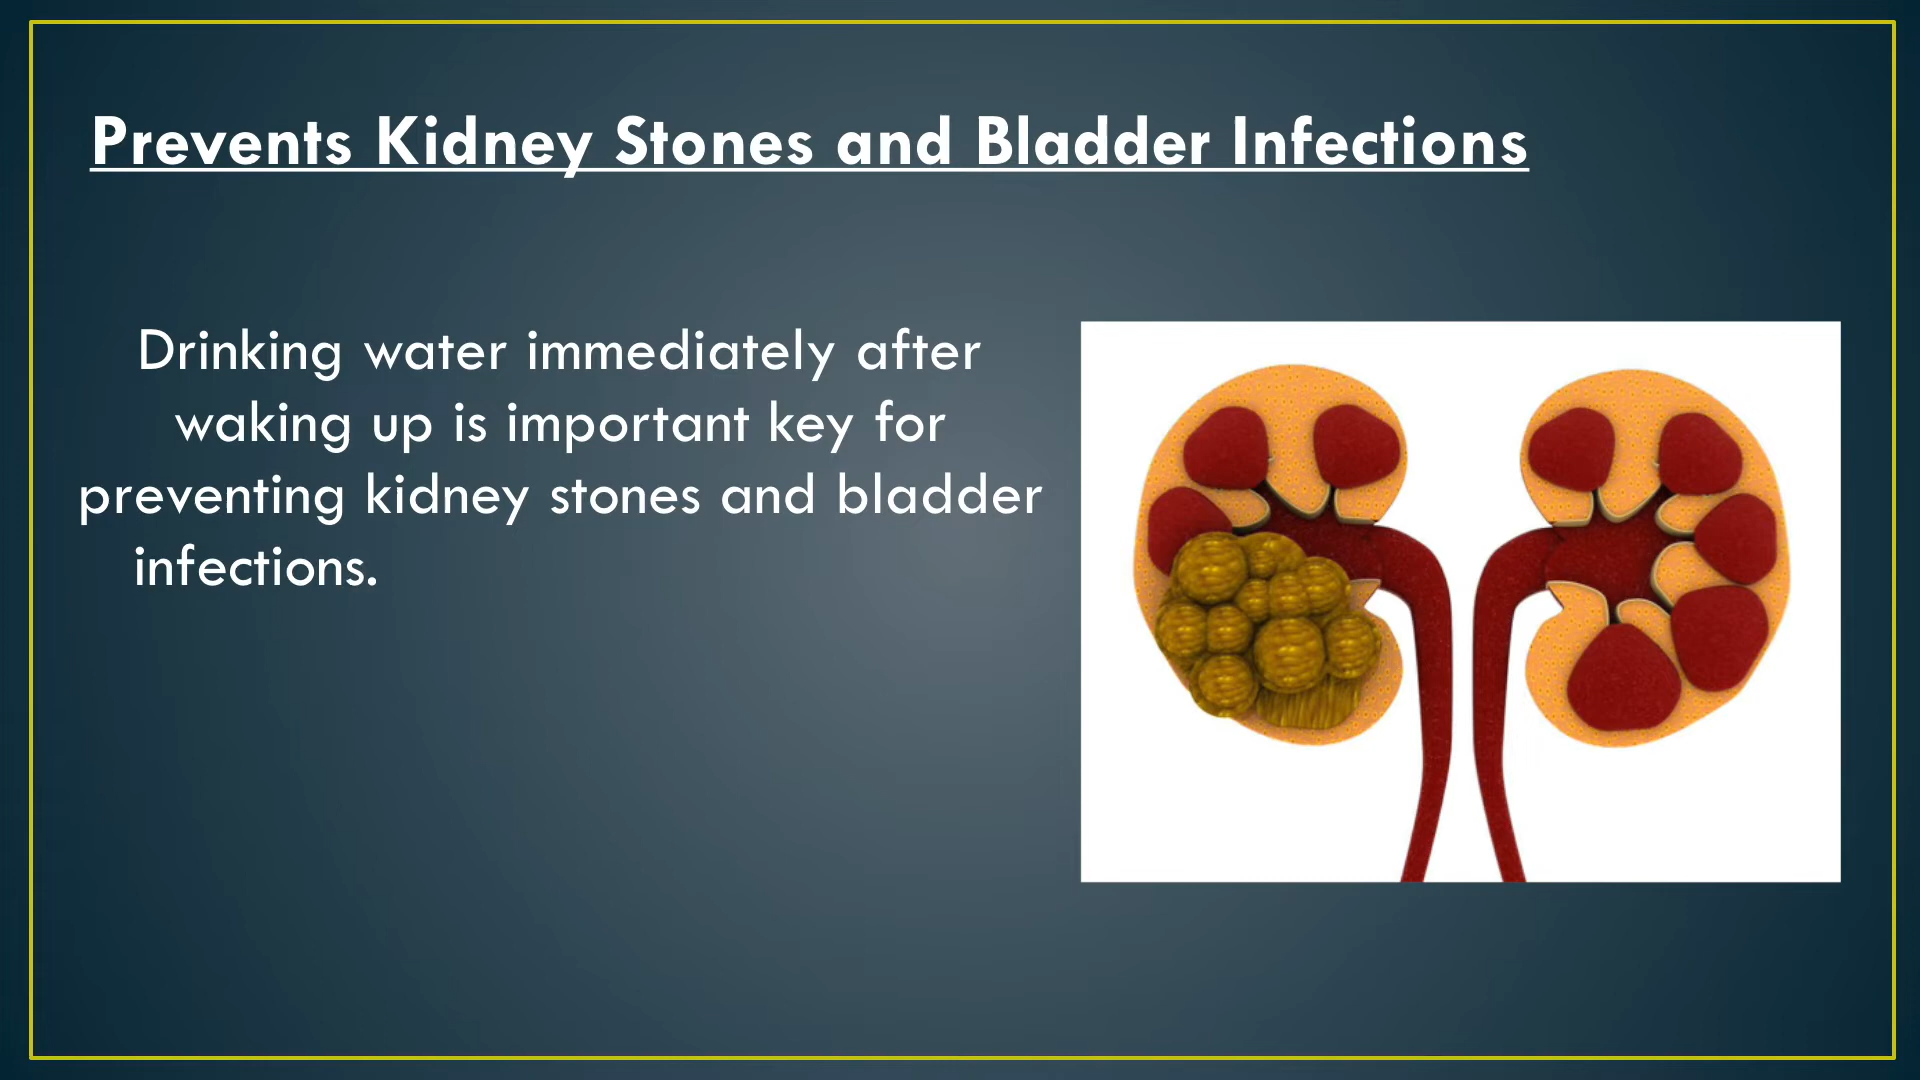 Prevents Kidney Stones and Bladder Infections
Drinking water immediately after
waking up is important key for
preventing kidney stones and bladder
infections.